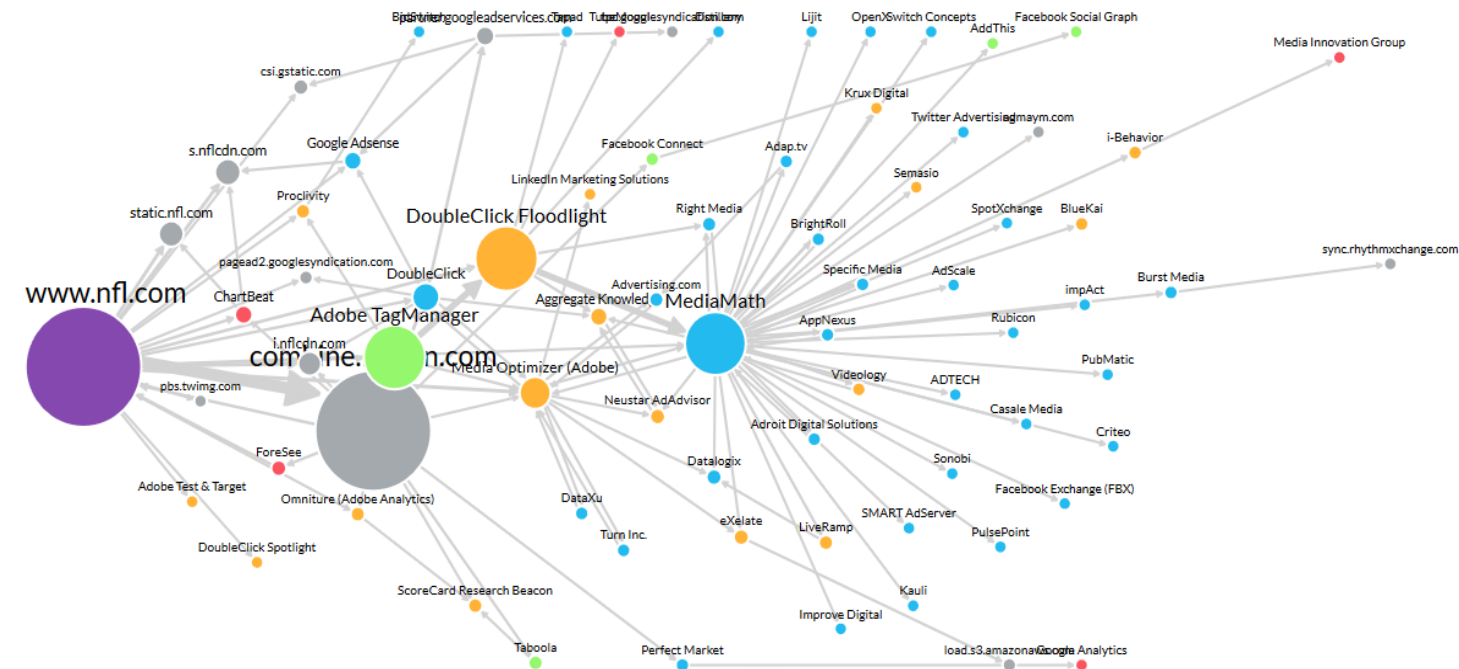 googleadservices.com
Lijit
OpenX
Switch Concepts
AddThis
Facebook Social Graph
Media Innovation Group
csi.gstatic.com
Krux Digital
Twitter Advertising
i-Behavior
s.nflcdn.com
Google Adsense
Facebook Connect
Adap.tv
Semasio
LinkedIn Marketing Solutions
Proclivity
static.nfl.com
DoubleClick Floodlight
Right Media
BrightRoll
SpotXchange
BlueKai
sync.rhythmxchange.com
pagead2.googlesyndication.com
DoubleClick
Specific Media
AdScale
Burst Media
www.nfl.com
ChartBeat
Advertising.com
Aggregate Knowled
MediaMath
impAct
Adobe TagManager
AppNexus
Rubicon
i.nflcdn.com
Media Optimizer (Adobe)
PubMatic
pbs.twimg.com
Neustar AdAdvisor
Videology
ADTECH
Casale Media
Adroit Digital Solutions
Criteo
ForeSee
Datalogix
Sonobi
Adobe Test & Target
Omniture (Adobe Analytics)
DataXu
Facebook Exchange (FBX)
eXelate
LiveRamp
SMART AdServer
Turn Inc.
PulsePoint
DoubleClick Spotlight
ScoreCard Research Beacon
Kauli
Improve Digital
Taboola
Perfect Market
load.s3.amazonaws.com
Google Analytics